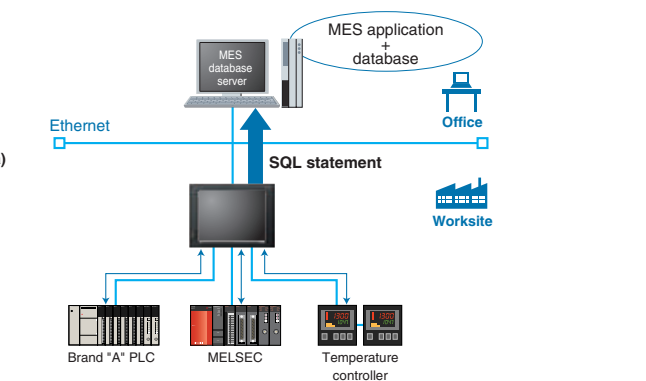 MES application
+
database
MES
database
server
Office
Ethernet
)
SQL statement
Worksite
Brand "A" PLC
MELSEC
Temperature
controller